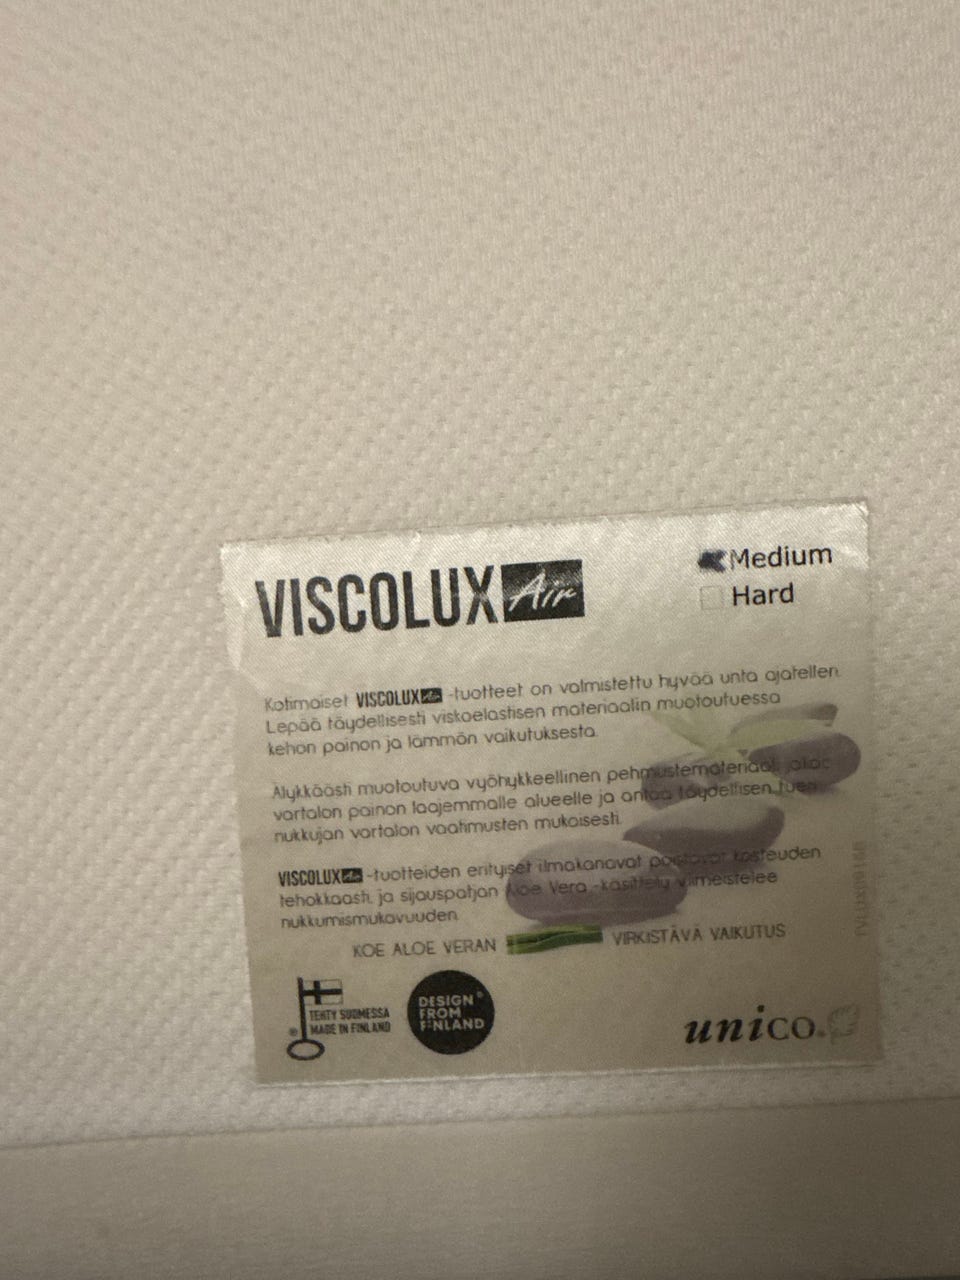 VISCOLUX Air
Medium
Hard
Kotimaiset VISCOLUX Air -tuotteet on valmistettu hyvää unta ajatellen.
Lepää täydellisesti viskoelastisen materiaalin muotoutuessa
kehon painon ja lämmön vaikutuksesta.
Älykkäästi muotoutuva vyöhykkeellinen pehmustemateriaali jakaa
vartalon painon laajemmalle alueelle ja antaa täydellisen tuen
nukkujan vartalon vaatimusten mukaisesti.
VISCOLUX Air -tuotteiden erityiset ilmakanavat poistavat kosteuden
tehokkaasti, ja sijauspatjan Aloe Vera -käsittely viimeistelee
nukkumismukavuuden.
KOE ALOE VERAN VIRKISTÄVÄ VAIKUTUS
TEHTY SUOMESSA
MADE IN FINLAND
DESIGN
FROM
FINLAND
unico